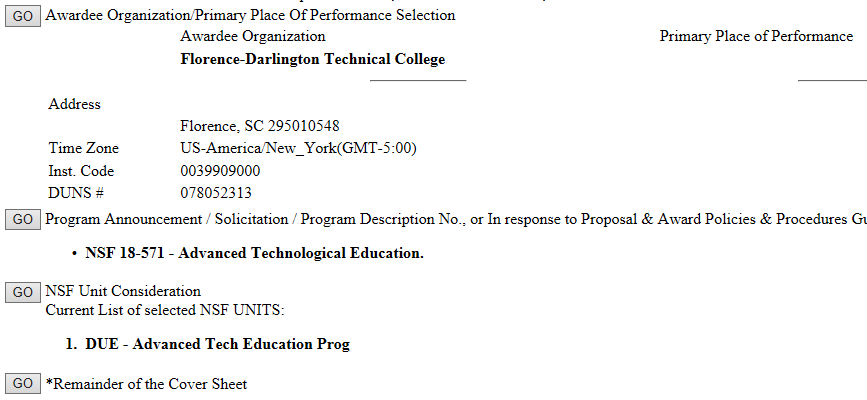 GO Awardee Organization/Primary Place Of Performance Selection
Awardee Organization Primary Place of Performance
Florence-Darlington Technical College
Address
Florence, SC 295010548
Time Zone US-America/New_York(GMT-5:00)
Inst. Code 0039909000
DUNS # 078052313
GO Program Announcement / Solicitation / Program Description No., or In response to Proposal & Award Policies & Procedures Gu
• NSF 18-571 - Advanced Technological Education.
GO NSF Unit Consideration
Current List of selected NSF UNITS:
1. DUE - Advanced Tech Education Prog
GO *Remainder of the Cover Sheet